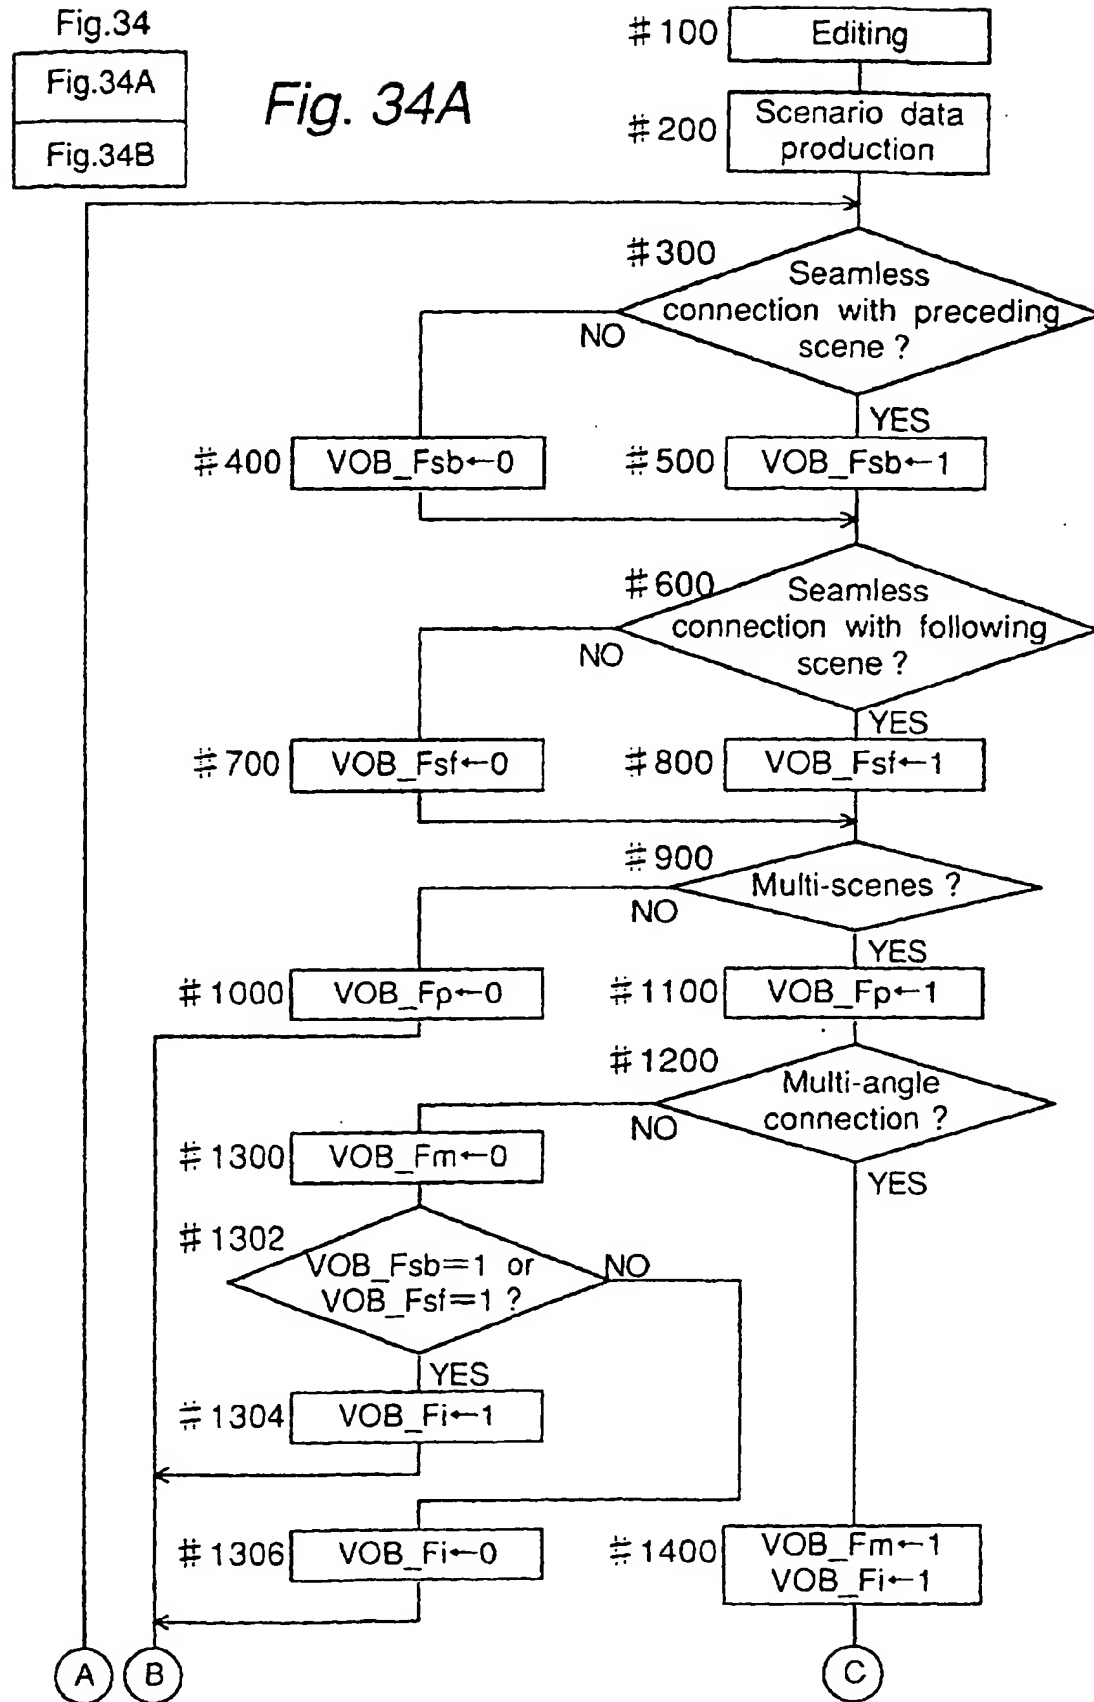 Fig.34
Fig.34A
Fig.34B
Fig. 34A
#100
Editing
#200
Scenario data
production
#300
Seamless
connection with preceding
scene ?
NO
YES
#400
VOB_Fsb←0
#500
VOB_Fsb←1
#600
Seamless
connection with following
scene ?
NO
YES
#700
VOB_Fsf←0
#800
VOB_Fsf←1
#900
Multi-scenes ?
NO
YES
#1000
VOB_Fp←0
#1100
VOB_Fp←1
#1200
Multi-angle
connection ?
NO
YES
#1300
VOB_Fm←0
#1302
VOB_Fsb=1 or
VOB_Fsf=1 ?
NO
YES
#1304
VOB_Fi←1
#1306
VOB_Fi←0
#1400
VOB_Fm←1
VOB_Fi←1
A
B
C